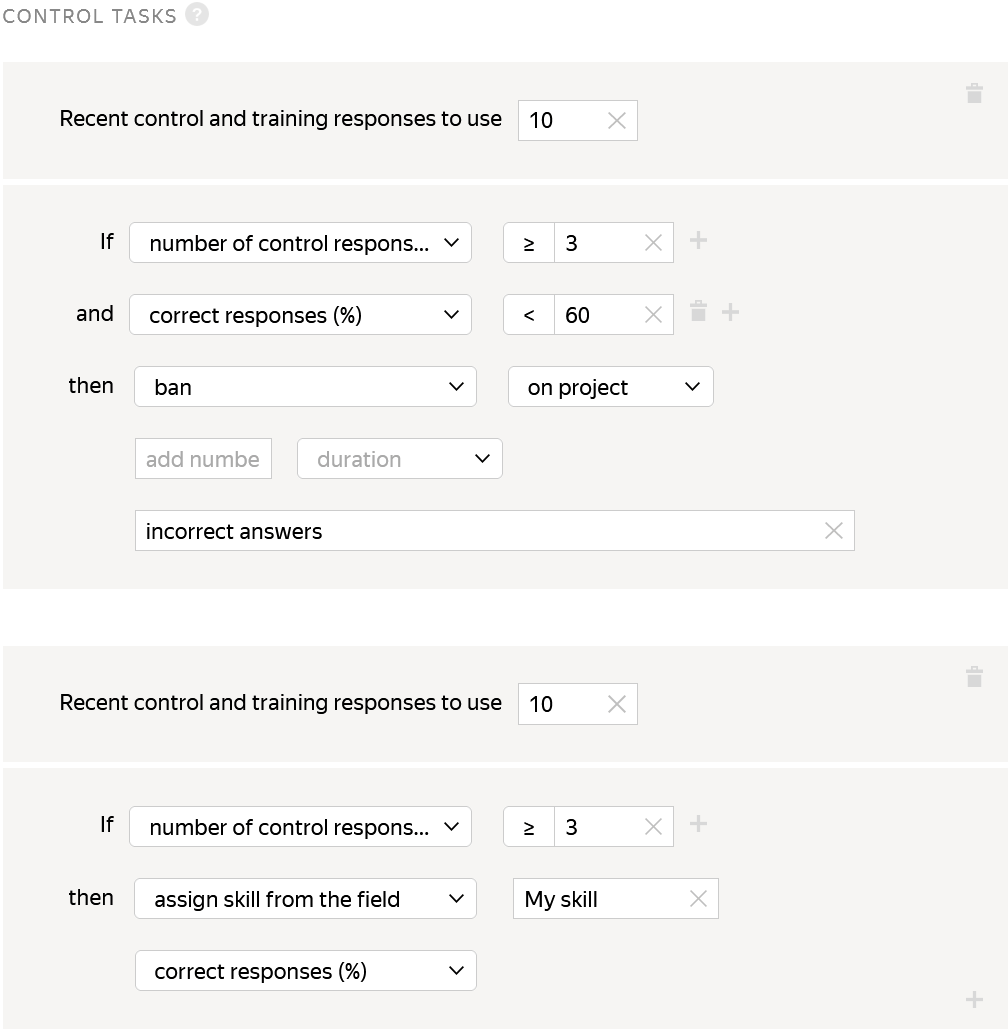 CONTROL TASKS ?
Recent control and training responses to use 10
If number of control respons... ≥ 3
and correct responses (%) < 60
then ban on project
add numbe duration
incorrect answers
Recent control and training responses to use 10
If number of control respons... ≥ 3
then assign skill from the field My skill
correct responses (%)